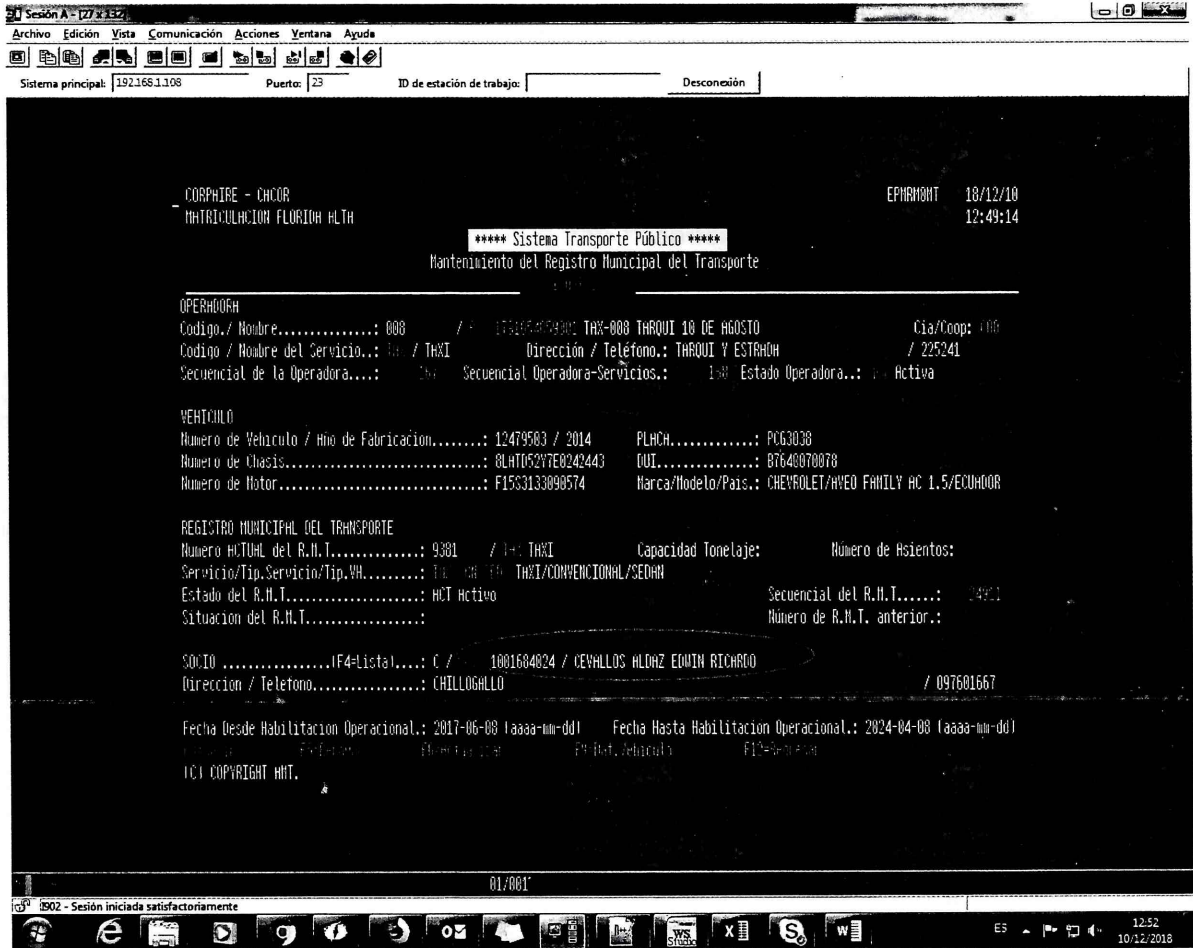 Sesión A - [27 x 132]
Archivo Edición Vista Comunicación Acciones Ventana Ayuda
Sistema principal: 192.168.1.108 Puerto: 23 ID de estación de trabajo: Desconexión
CORPAIRE - CACOR EPMRM0MT 18/12/10
MATRICULACION FLORIDA ALTA 12:49:14
***** Sistema Transporte Público *****
Mantenimiento del Registro Municipal del Transporte
OPERADORA
Codigo./ Nombre...............: 008 / TAX-008 TARQUI 10 DE AGOSTO Cia/Coop:
Codigo / Nombre del Servicio..: / TAXI Dirección / Teléfono.: TARQUI Y ESTRADA / 225241
Secuencial de la Operadora....: Secuencial Operadora-Servicios.: Estado Operadora..: Activa
VEHICULO
Numero de Vehiculo / Año de Fabricacion........: 12479503 / 2014 PLACA.............: PCG3038
Numero de Chasis...............................: 8LATD52Y7E0242443 DUI...............: B7640070078
Numero de Motor................................: F15S3133090574 Marca/Modelo/Pais.: CHEVROLET/AVEO FAMILY AC 1.5/ECUADOR
REGISTRO MUNICIPAL DEL TRANSPORTE
Numero ACTUAL del R.M.T.............: 9381 / TAXI Capacidad Tonelaje: Número de Asientos:
Servicio/Tip.Servicio/Tip.VH.........: TAXI/CONVENCIONAL/SEDAN
Estado del R.M.T.....................: ACT Activo Secuencial del R.M.T......:
Situacion del R.M.T..................: Número de R.M.T. anterior.:
SOCIO .................(F4=Lista)....: C / 1001684024 / CEVALLOS ALDAZ EDWIN RICARDO
Direccion / Telefono.................: CHILLOGALLO / 097601667
Fecha Desde Habilitacion Operacional.: 2017-06-08 (aaaa-mm-dd) Fecha Hasta Habilitacion Operacional.: 2024-04-08 (aaaa-mm-dd)
F12=Regresar
(C) COPYRIGHT AMT.
01/001
I902 - Sesión iniciada satisfactoriamente
ES 12:52
10/12/2018